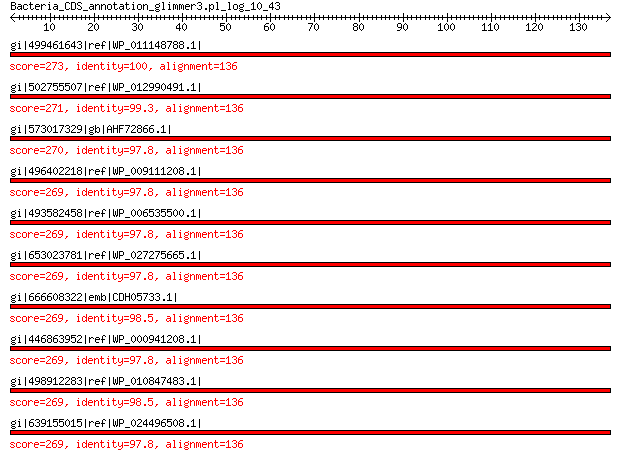 Bacteria_CDS_annotation_glimmer3.pl_log_10_43
10 20 30 40 50 60 70 80 90 100 110 120 130
gi|499461643|ref|WP_011148788.1|
score=273, identity=100, alignment=136
gi|502755507|ref|WP_012990491.1|
score=271, identity=99.3, alignment=136
gi|573017329|gb|AHF72866.1|
score=270, identity=97.8, alignment=136
gi|496402218|ref|WP_009111208.1|
score=269, identity=97.8, alignment=136
gi|493582458|ref|WP_006535500.1|
score=269, identity=97.8, alignment=136
gi|653023781|ref|WP_027275665.1|
score=269, identity=97.8, alignment=136
gi|666608322|emb|CDH05733.1|
score=269, identity=98.5, alignment=136
gi|446863952|ref|WP_000941208.1|
score=269, identity=97.8, alignment=136
gi|498912283|ref|WP_010847483.1|
score=269, identity=98.5, alignment=136
gi|639155015|ref|WP_024496508.1|
score=269, identity=97.8, alignment=136